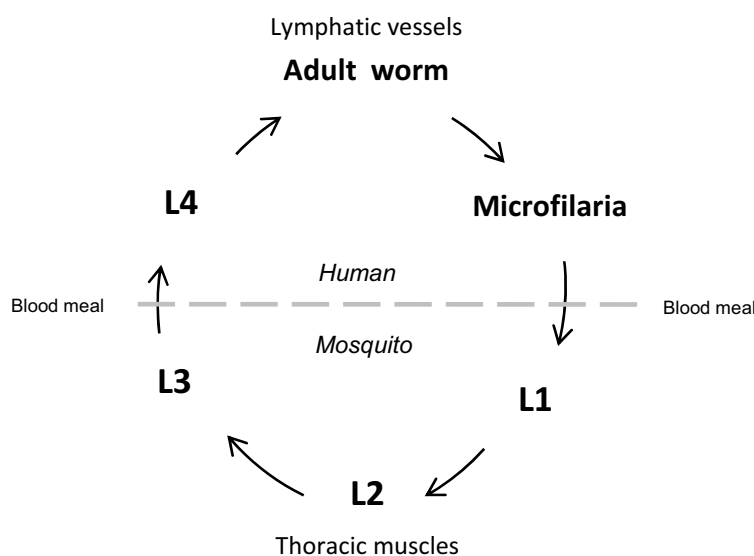 Lymphatic vessels
Adult worm
L4
Microfilaria
Human
Blood meal
Blood meal
Mosquito
L3
L1
L2
Thoracic muscles